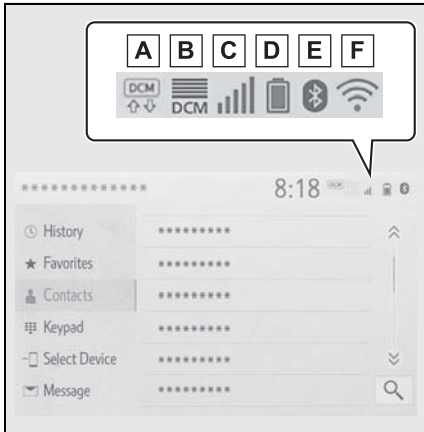 A B C D E F
DCM DCM
************* 8:18 DCM
History *********
Favorites *********
Contacts *********
Keypad *********
Select Device *********
Message *********